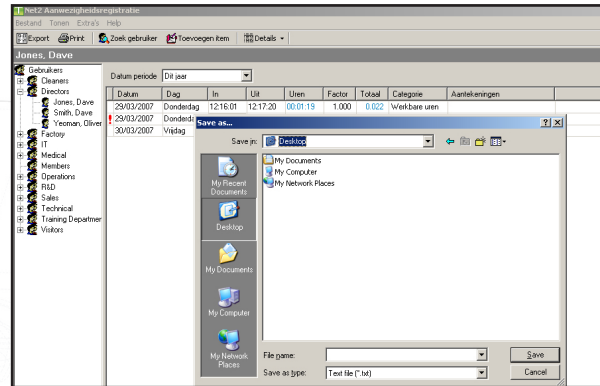 Net2 Aanwezigheidsregistratie
Bestand Tonen Extra's Help
Export Print Zoek gebruiker Toevoegen item Details
Jones, Dave
Gebruikers
Cleaners
Directors
Jones, Dave
Smith, Dave
Yeoman, Oliver
Factory
IT
Medical
Members
Operations
R&D
Sales
Technical
Training Departmer
Visitors
Datum periode Dit jaar
Datum Dag In Uit Uren Factor Totaal Categorie Aantekeningen
29/03/2007 Donderdag 12:16:01 12:17:20 00:01:19 1.000 0.022 Werkbare uren
29/03/2007 Donderda
30/03/2007 Vrijdag
Save as...
Save in: Desktop
My Recent Documents
Desktop
My Documents
My Computer
My Network Places
My Documents
My Computer
My Network Places
File name:
Save as type: Text file (*.txt)
Save
Cancel